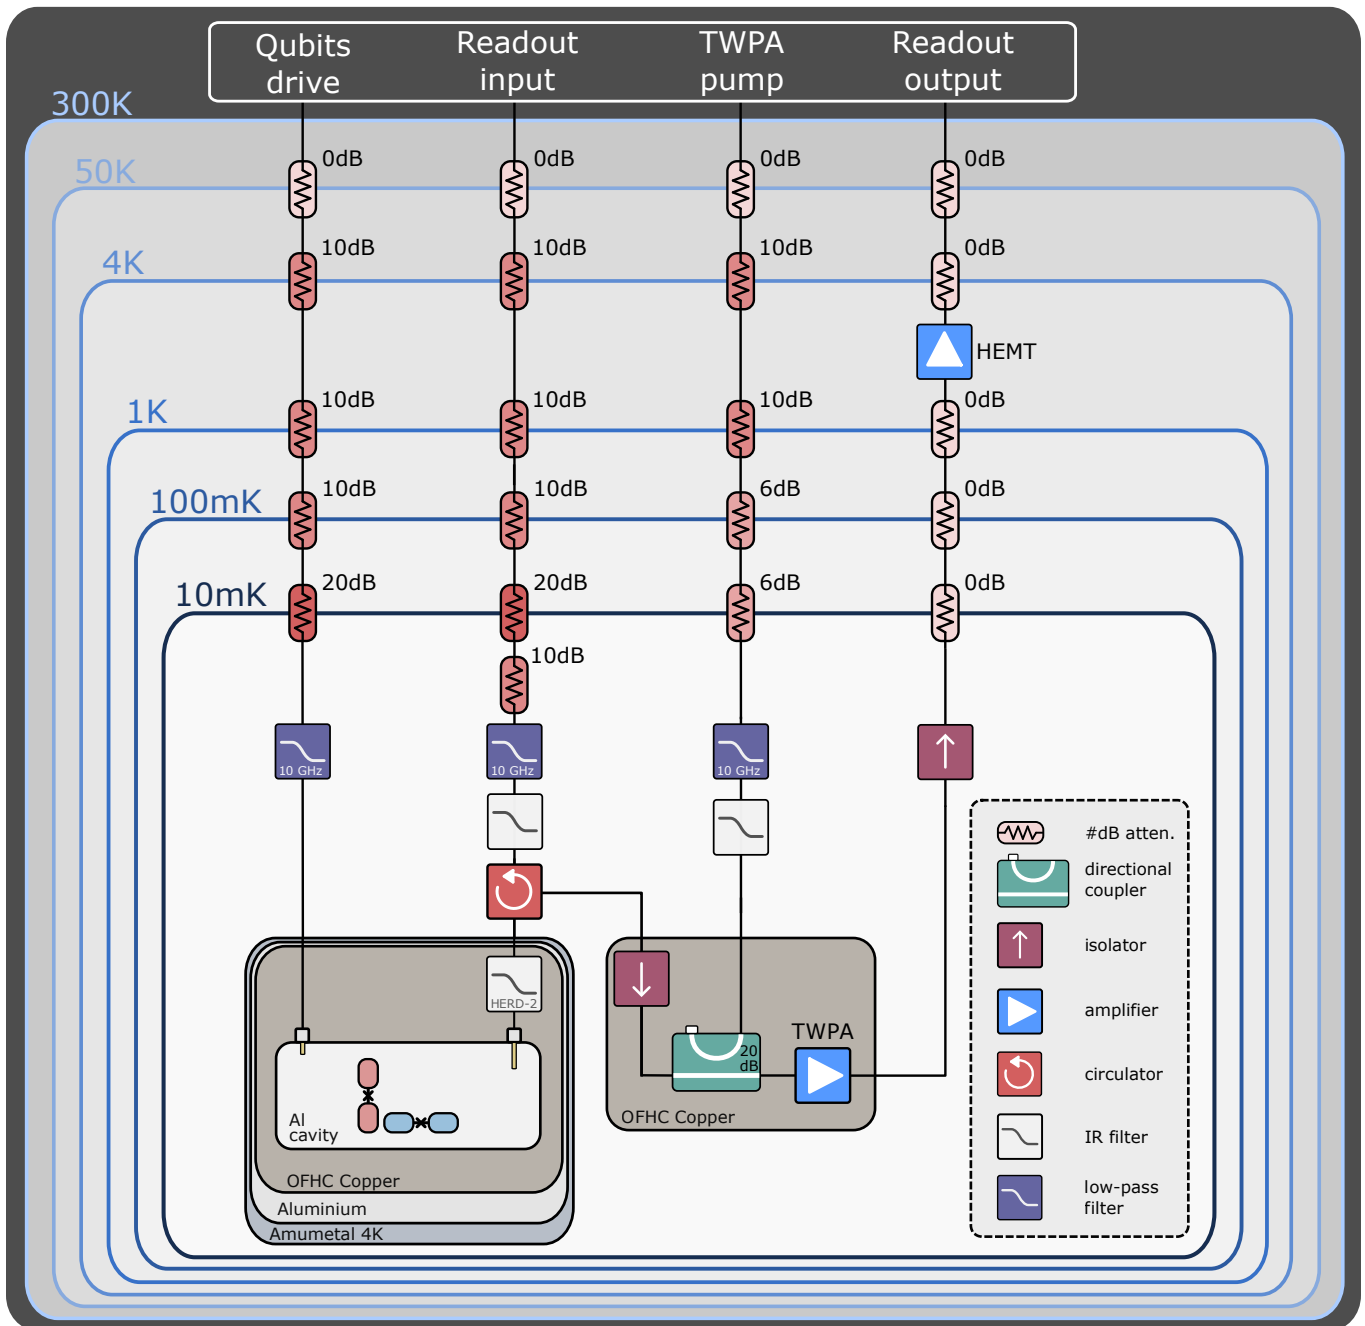 Qubits
drive
Readout
input
TWPA
pump
Readout
output
300K
0dB
0dB
0dB
0dB
50K
10dB
10dB
10dB
0dB
4K
HEMT
10dB
10dB
10dB
0dB
1K
10dB
10dB
6dB
0dB
100mK
20dB
20dB
6dB
0dB
10mK
10dB
10 GHz
10 GHz
10 GHz
HERD-2
TWPA
20
dB
OFHC Copper
Al
cavity
OFHC Copper
Aluminium
Amumetal 4K
#dB atten.
directional
coupler
isolator
amplifier
circulator
IR filter
low-pass
filter